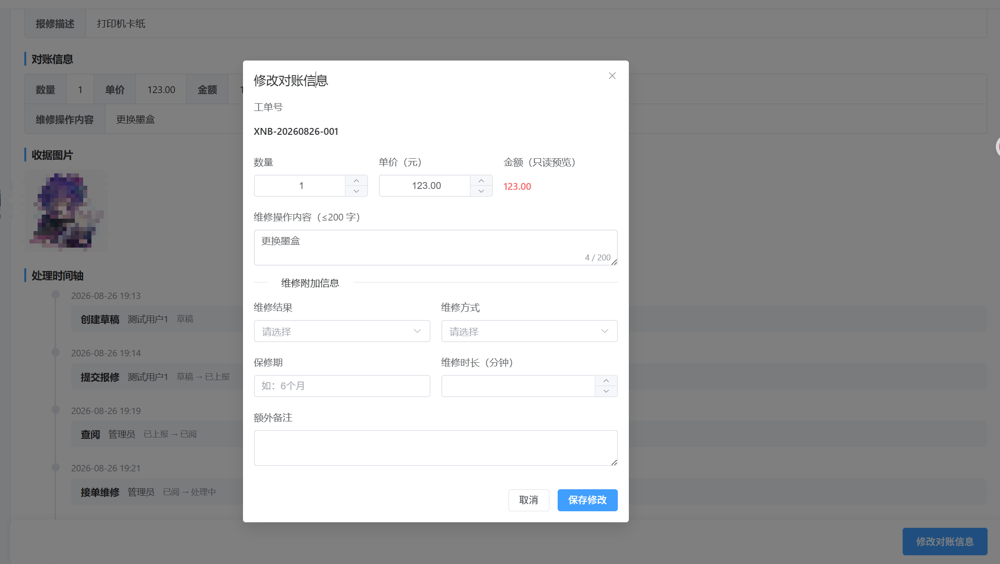 报修描述 打印机卡纸
对账信息
数量 1 单价 123.00 金额 1
维修操作内容 更换墨盒
收据图片
处理时间轴
2026-08-26 19:13
创建草稿 测试用户1 草稿
2026-08-26 19:14
提交报修 测试用户1 草稿 → 已上报
2026-08-26 19:19
查阅 管理员 已上报 → 已阅
2026-08-26 19:21
接单维修 管理员 已阅 → 处理中
修改对账信息
工单号
XNB-20260826-001
数量 单价（元） 金额（只读预览）
1 123.00 123.00
维修操作内容（≤200 字）
更换墨盒
4 / 200
维修附加信息
维修结果 维修方式
请选择 请选择
保修期 维修时长（分钟）
如：6个月
额外备注
取消 保存修改
修改对账信息